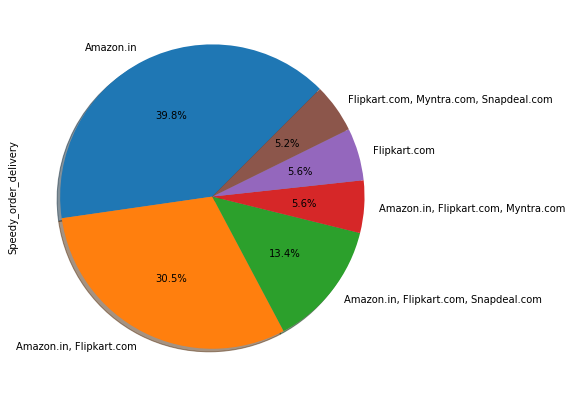 Amazon.in
39.8%
Flipkart.com, Myntra.com, Snapdeal.com
5.2%
Flipkart.com
5.6%
Amazon.in, Flipkart.com, Myntra.com
5.6%
Speedy_order_delivery
13.4%
Amazon.in, Flipkart.com, Snapdeal.com
30.5%
Amazon.in, Flipkart.com